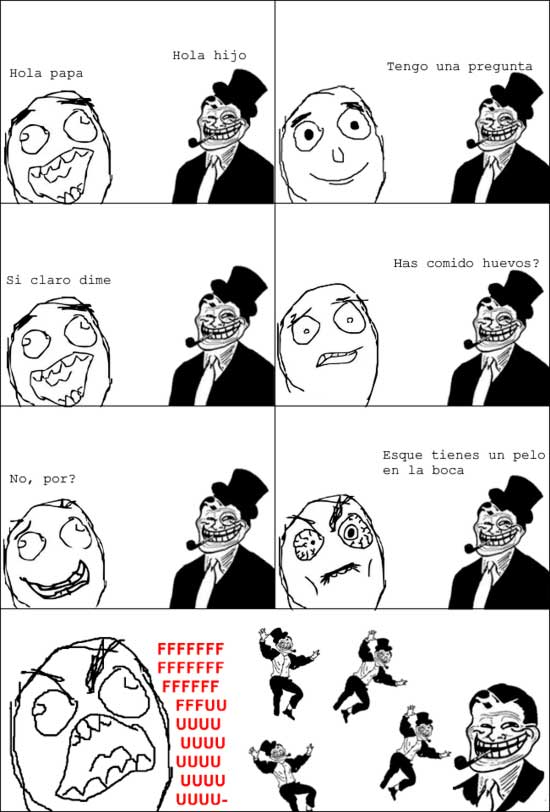 Hola papa
Hola hijo
Tengo una pregunta
Si claro dime
Has comido huevos?
No, por?
Esque tienes un pelo
en la boca
FFFFFFF
FFFFFFF
FFFFFF
FFFUU
UUUU
UUUU
UUUU
UUUU
UUUU-